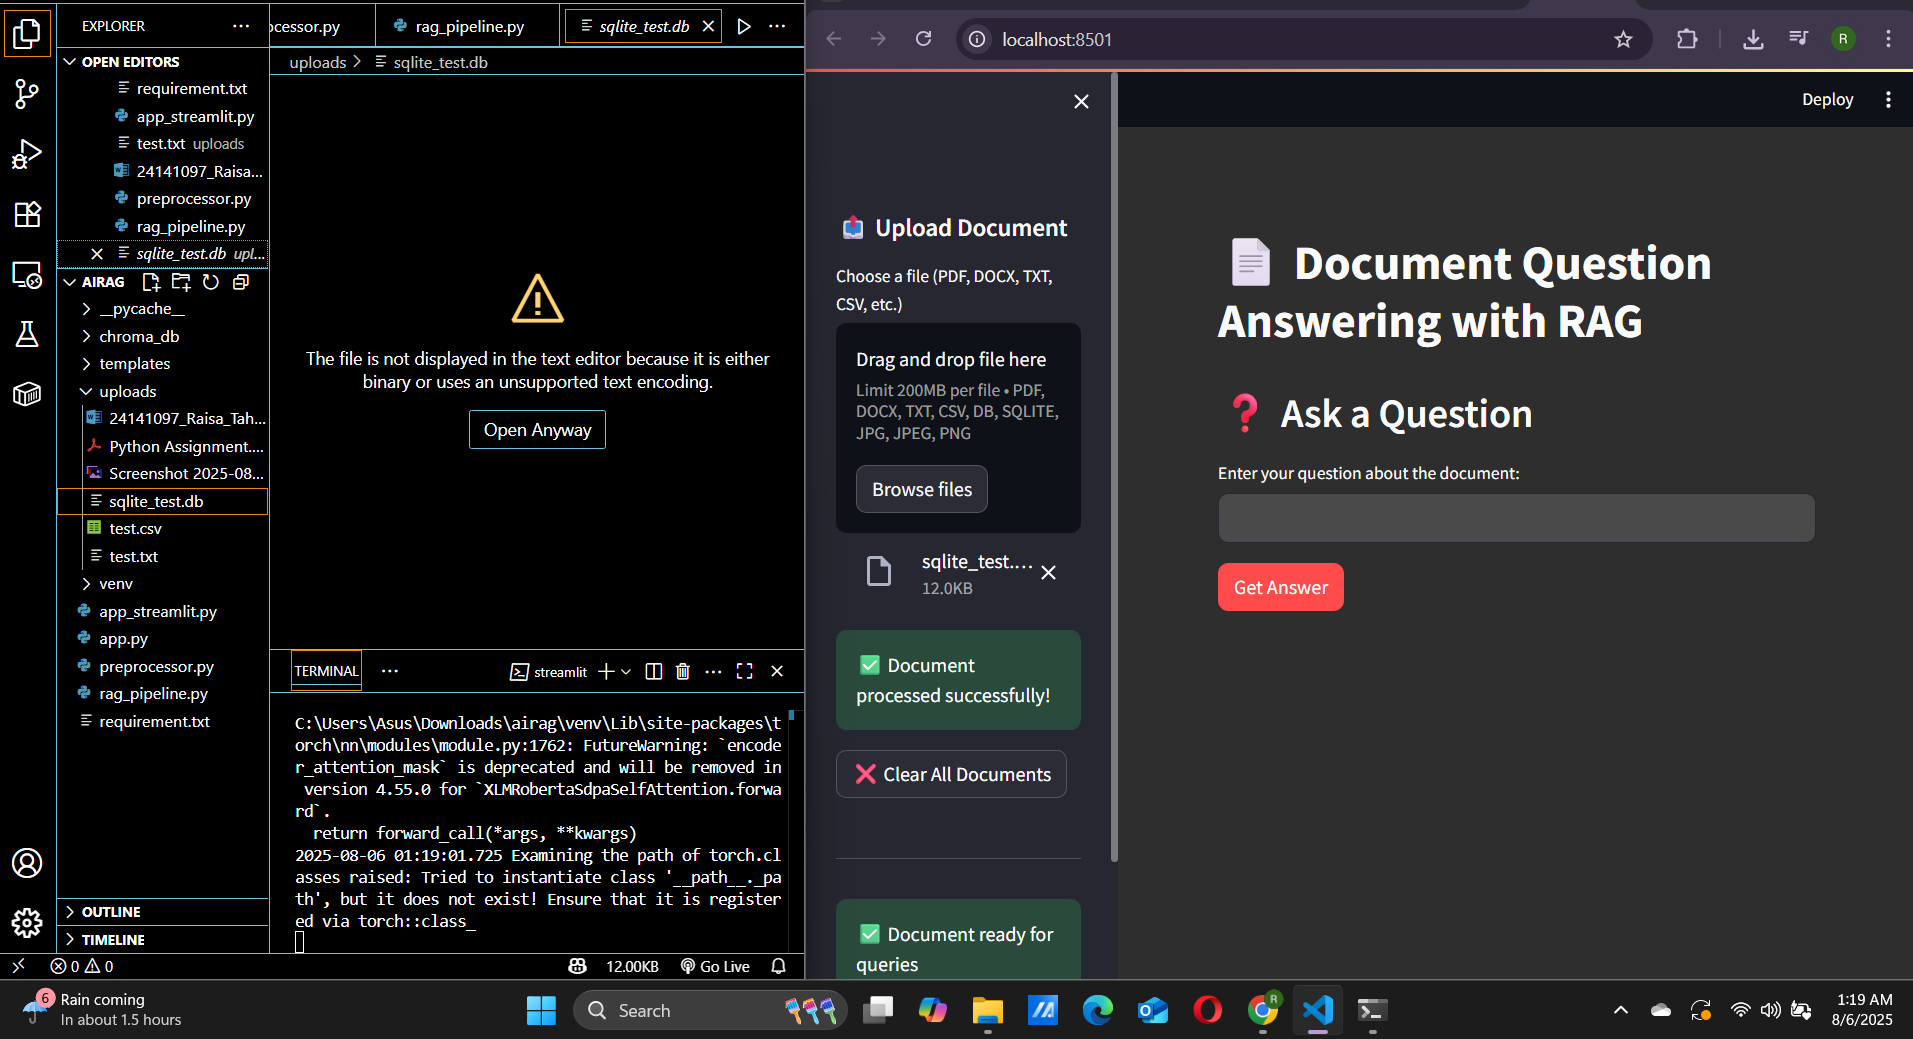 EXPLORER
OPEN EDITORS
requirement.txt
app_streamlit.py
test.txt uploads
24141097_Raisa...
preprocessor.py
rag_pipeline.py
sqlite_test.db upl...
AIRAG
__pycache__
chroma_db
templates
uploads
24141097_Raisa_Tah...
Python Assignment....
Screenshot 2025-08...
sqlite_test.db
test.csv
test.txt
venv
app_streamlit.py
app.py
preprocessor.py
rag_pipeline.py
requirement.txt
OUTLINE
TIMELINE
ocessor.py
rag_pipeline.py
sqlite_test.db
uploads > sqlite_test.db
The file is not displayed in the text editor because it is either
binary or uses an unsupported text encoding.
Open Anyway
TERMINAL
streamlit
C:\Users\Asus\Downloads\airag\venv\Lib\site-packages\t
orch\nn\modules\module.py:1762: FutureWarning: `encode
r_attention_mask` is deprecated and will be removed in
version 4.55.0 for `XLMRobertaSdpaSelfAttention.forwa
rd`.
return forward_call(*args, **kwargs)
2025-08-06 01:19:01.725 Examining the path of torch.cl
asses raised: Tried to instantiate class '__path__._pa
th', but it does not exist! Ensure that it is register
ed via torch::class_
0 0
12.00KB
Go Live
localhost:8501
R
Deploy
Upload Document
Choose a file (PDF, DOCX, TXT,
CSV, etc.)
Drag and drop file here
Limit 200MB per file • PDF,
DOCX, TXT, CSV, DB, SQLITE,
JPG, JPEG, PNG
Browse files
sqlite_test....
12.0KB
Document
processed successfully!
Clear All Documents
Document ready for
queries
Document Question
Answering with RAG
Ask a Question
Enter your question about the document:
Get Answer
6
Rain coming
In about 1.5 hours
Search
R
1:19 AM
8/6/2025